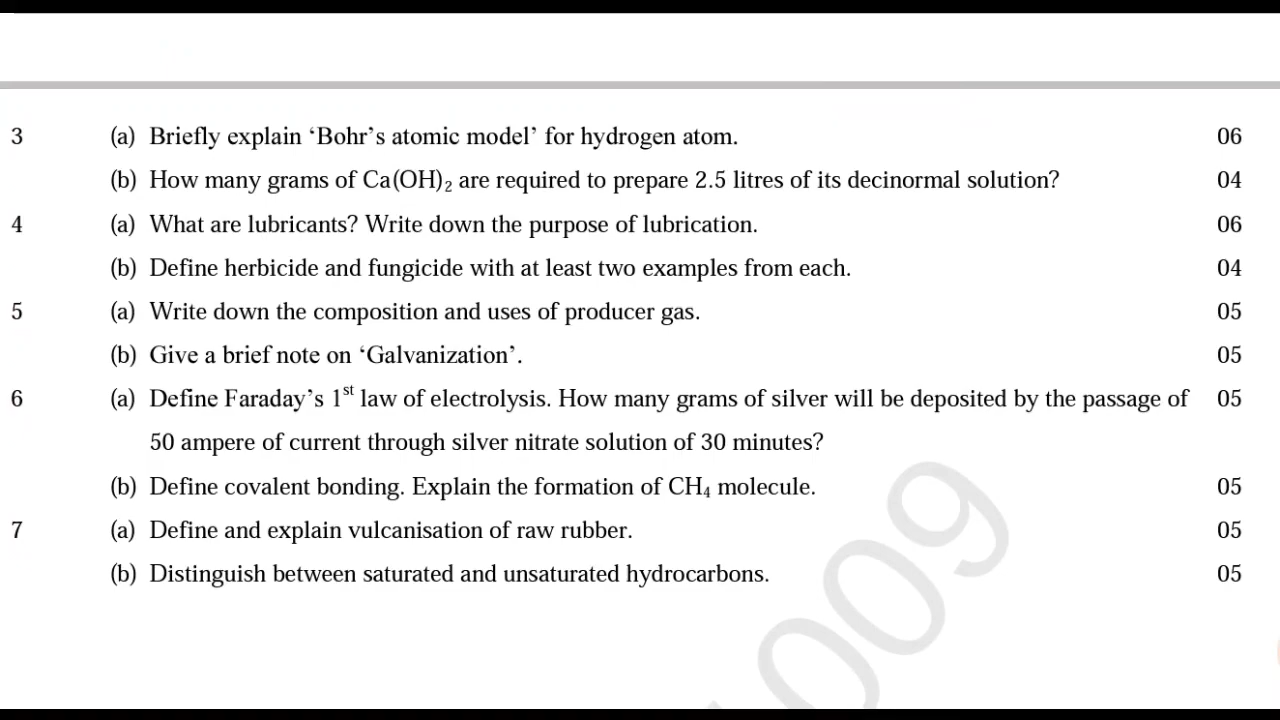 3 (a) Briefly explain ‘Bohr’s atomic model’ for hydrogen atom. 06
(b) How many grams of Ca(OH)₂ are required to prepare 2.5 litres of its decinormal solution? 04
4 (a) What are lubricants? Write down the purpose of lubrication. 06
(b) Define herbicide and fungicide with at least two examples from each. 04
5 (a) Write down the composition and uses of producer gas. 05
(b) Give a brief note on ‘Galvanization’. 05
6 (a) Define Faraday’s 1st law of electrolysis. How many grams of silver will be deposited by the passage of 05
50 ampere of current through silver nitrate solution of 30 minutes?
(b) Define covalent bonding. Explain the formation of CH₄ molecule. 05
7 (a) Define and explain vulcanisation of raw rubber. 05
(b) Distinguish between saturated and unsaturated hydrocarbons. 05
009